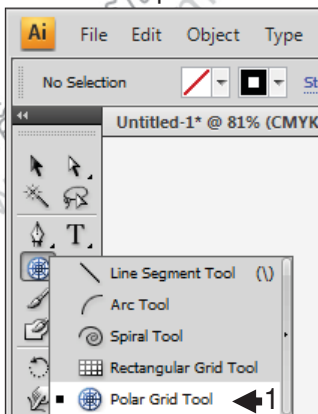 Ai File Edit Object Type
No Selection St
Untitled-1* @ 81% (CMYK
T
Line Segment Tool (\)
Arc Tool
Spiral Tool
Rectangular Grid Tool
Polar Grid Tool 1